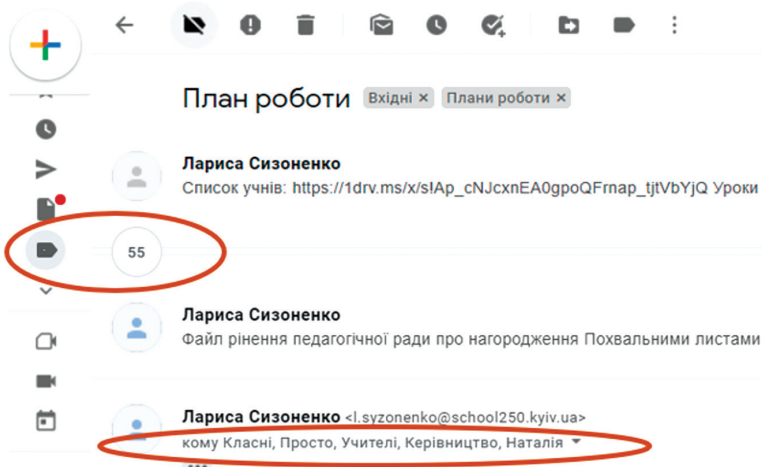 План роботи Вхідні × Плани роботи ×
Лариса Сизоненко
Список учнів: https://1drv.ms/x/s!Ap_cNJcxnEA0gpoQFrnap_tjtVbYjQ Уроки
55
Лариса Сизоненко
Файл рінення педагогічної ради про нагородження Похвальними листами
Лариса Сизоненко <l.syzonenko@school250.kyiv.ua>
кому Класні, Просто, Учителі, Керівництво, Наталія